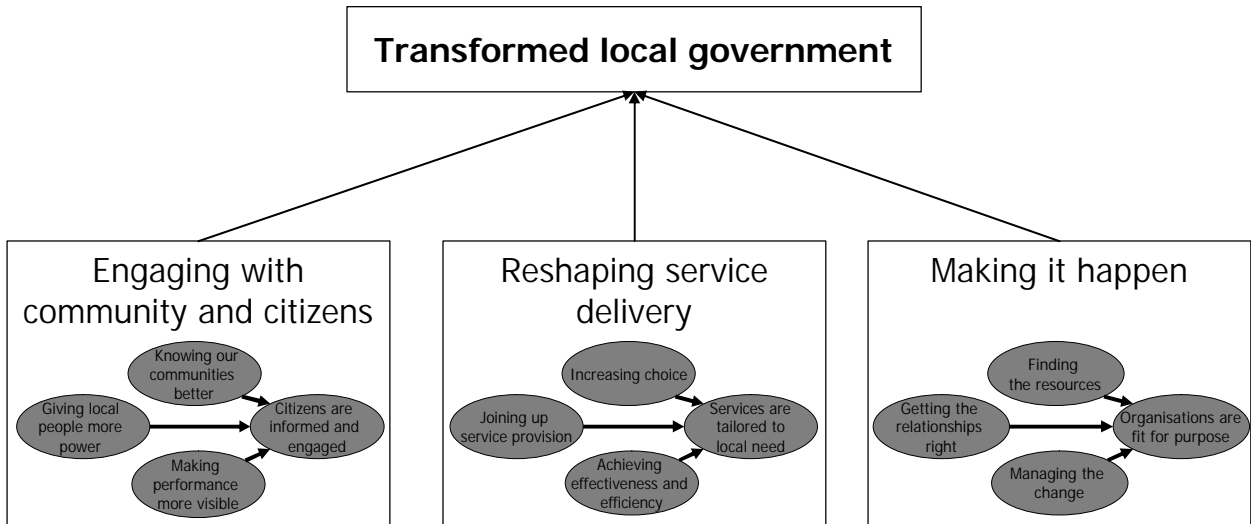 Transformed local government
Engaging with
community and citizens
Knowing our
communities
better
Giving local
people more
power
Citizens are
informed and
engaged
Making
performance
more visible
Reshaping service
delivery
Increasing choice
Joining up
service provision
Services are
tailored to
local need
Achieving
effectiveness and
efficiency
Making it happen
Finding
the resources
Getting the
relationships
right
Organisations are
fit for purpose
Managing the
change